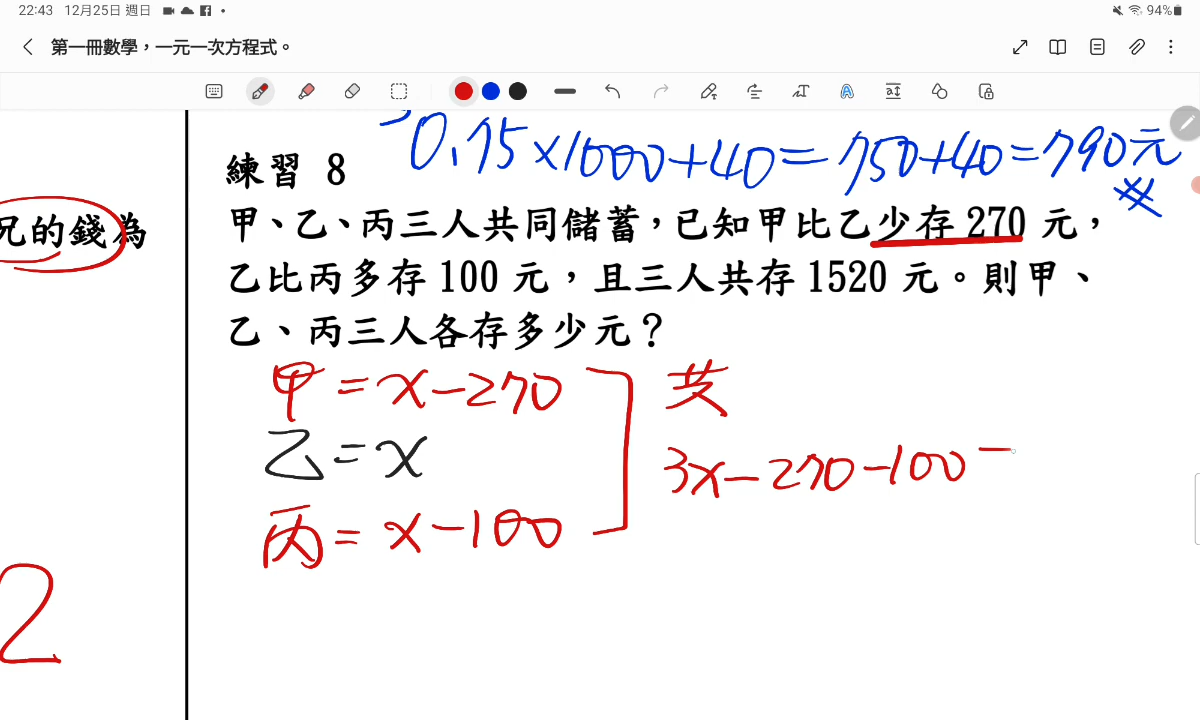 22:43 12月25日 週日 94%
第一冊數學，一元一次方程式。
0.75×1000+40=750+40=790元
練習 8
兄的錢為
甲、乙、丙三人共同儲蓄，已知甲比乙少存 270 元，
乙比丙多存 100 元，且三人共存 1520 元。則甲、
乙、丙三人各存多少元？
甲=x-270
乙=x
丙=x-100
共
3x-270-100
2